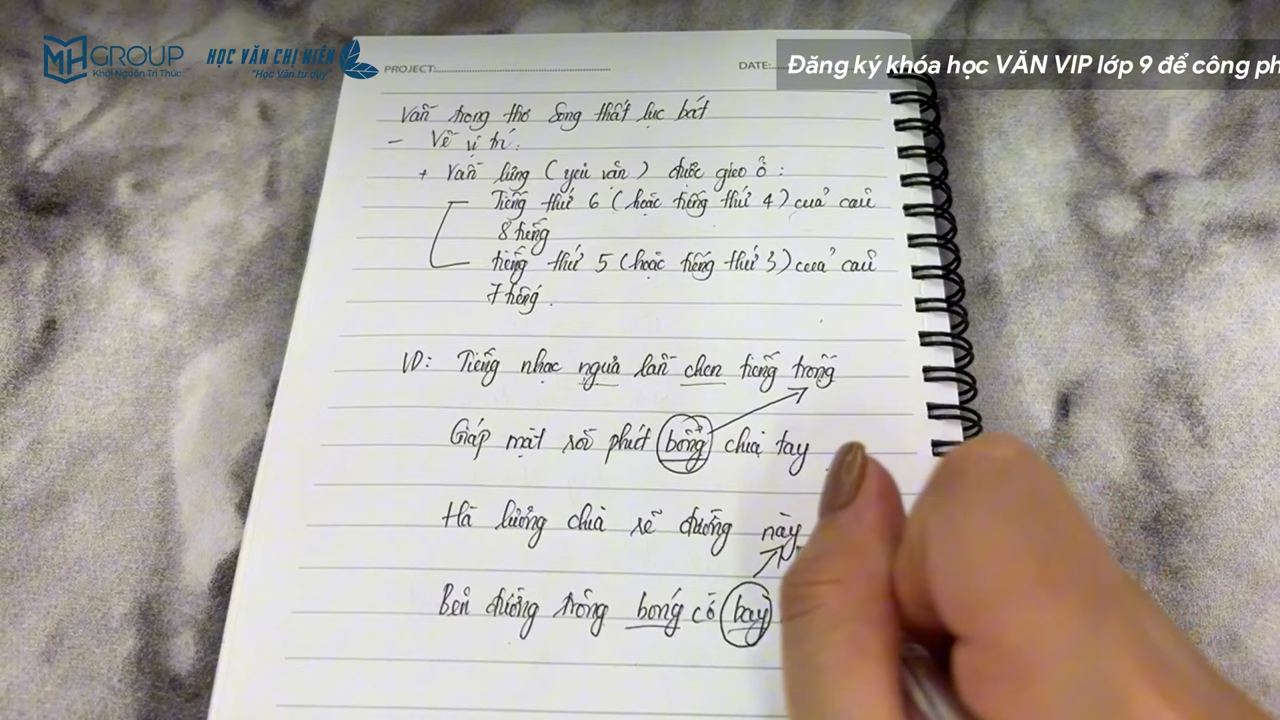 MH GROUP
Khơi Nguồn Tri Thức
HỌC VĂN CHỊ HIÊN
"Học Văn tư duy"
PROJECT:
DATE:
Đăng ký khóa học VĂN VIP lớp 9 để công ph
Vần trong thơ song thất lục bát
- Về vị trí:
+ Vần lưng (yêu vận) được gieo ở:
Tiếng thứ 6 (hoặc tiếng thứ 4) của câu
8 tiếng
tiếng thứ 5 (hoặc tiếng thứ 3) của câu
7 tiếng.
VD: Tiếng nhạc ngựa lần chen tiếng trống
Giáp mặt rồi phút bỗng chia tay
Hà lương chia rẽ đường này
Bên đường trông bóng cờ bay